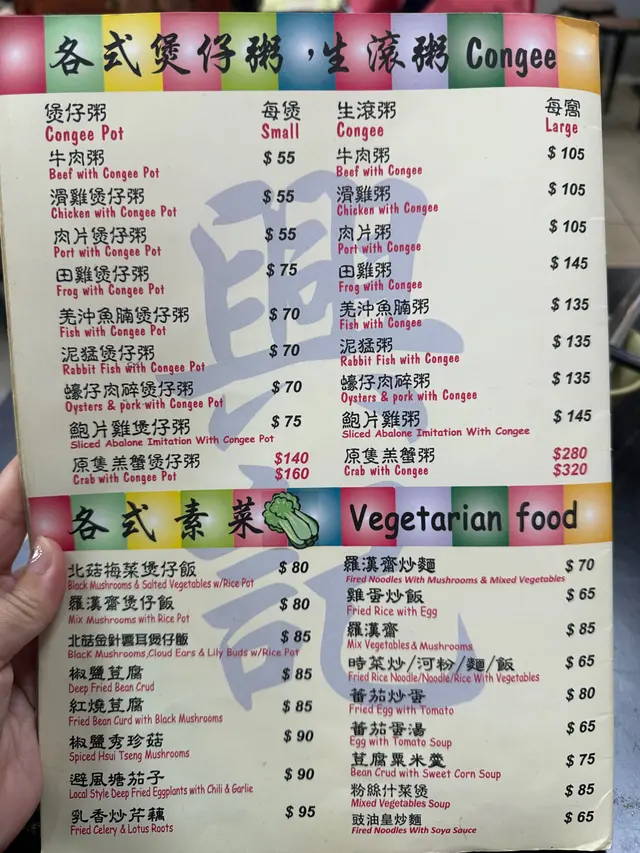 各式煲仔粥，生滾粥 Congee
煲仔粥 每煲
Congee Pot Small
牛肉粥 $ 55
Beef with Congee Pot
滑雞煲仔粥 $ 55
Chicken with Congee Pot
肉片煲仔粥 $ 55
Port with Congee Pot
田雞煲仔粥 $ 75
Frog with Congee Pot
羌沖魚腩煲仔粥 $ 70
Fish with Congee Pot
泥猛煲仔粥 $ 70
Rabbit Fish with Congee Pot
蠔仔肉碎煲仔粥 $ 70
Oysters & pork with Congee Pot
鮑片雞煲仔粥 $ 75
Sliced Abalone Imitation With Congee Pot
原隻羔蟹煲仔粥 $140
Crab with Congee Pot $160
生滾粥 每窩
Congee Large
牛肉粥 $ 105
Beef with Congee
滑雞粥 $ 105
Chicken with Congee
肉片粥 $ 105
Port with Congee
田雞粥 $ 145
Frog with Congee
羌沖魚腩粥 $ 135
Fish with Congee
泥猛粥 $ 135
Rabbit Fish with Congee
蠔仔肉碎粥 $ 135
Oysters & pork with Congee
鮑片雞粥 $ 145
Sliced Abalone Imitation With Congee
原隻羔蟹粥 $280
Crab with Congee $320
興記
各式素菜 Vegetarian food
北菇梅菜煲仔飯 $ 80
Black Mushrooms & Salted Vegetables w/Rice Pot
羅漢齋煲仔飯 $ 80
Mix Mushrooms with Rice Pot
北菇金針雲耳煲仔飯 $ 85
Black Mushrooms,Cloud Ears & Lily Buds w/Rice Pot
椒鹽荳腐 $ 85
Deep Fried Bean Crud
紅燒荳腐 $ 85
Fried Bean Curd with Black Mushrooms
椒鹽秀珍菇 $ 90
Spiced Hsui Tseng Mushrooms
避風塘茄子 $ 90
Local Style Deep Fried Eggplants with Chili & Garlie
乳香炒芹藕 $ 95
Fried Celery & Lotus Roots
羅漢齋炒麵 $ 70
Fired Noodles With Mushrooms & Mixed Vegetables
雞蛋炒飯 $ 65
Fried Rice with Egg
羅漢齋 $ 85
Mix Vegetables & Mushrooms
時菜炒/河粉/麵/飯 $ 65
Fried Rice Noodle/Noodle/Rice With Vegetables
蕃茄炒蛋 $ 80
Fried Egg with Tomato
蕃茄蛋湯 $ 65
Egg with Tomato Soup
荳腐粟米羹 $ 75
Bean Crud with Sweet Corn Soup
粉絲什菜煲 $ 85
Mixed Vegetables Soup
豉油皇炒麵 $ 65
Fired Noodles With Soya Sauce